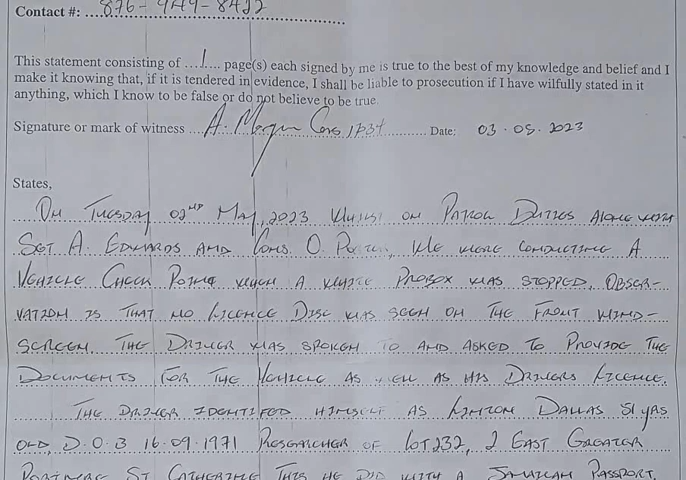 Contact #: 876-949-8422
This statement consisting of ...1... page(s) each signed by me is true to the best of my knowledge and belief and I
make it knowing that, if it is tendered in evidence, I shall be liable to prosecution if I have wilfully stated in it
anything, which I know to be false or do not believe to be true.
Signature or mark of witness ... A. Cons ... Date: 03.05.2023
States,
ON TUESDAY 02ND MAY, 2023 WHILST ON PATROL DUTIES ALONG WITH
SGT A. EDWARDS AND CONS. O. WE WERE CONDUCTING A
VEHICLE CHECK POINT WHEN A WHITE PROBOX WAS STOPPED. OBSER-
VATION IS THAT NO LICENCE DISC WAS SEEN ON THE FRONT WIND-
SCREEN. THE DRIVER WAS SPOKEN TO AND ASKED TO PROVIDE THE
DOCUMENTS FOR THE VEHICLE AS WELL AS HIS DRIVERS LICENCE.
THE DRIVER IDENTIFED HIMSELF AS DALLAS 51 YRS
OLD, D.O.B 16.09.1971 RESEARCHER OF LOT 232, 2 EAST GREATER
PORTMORE ST CATHERINE THIS HE DID WITH A JAMAICAN PASSPORT.